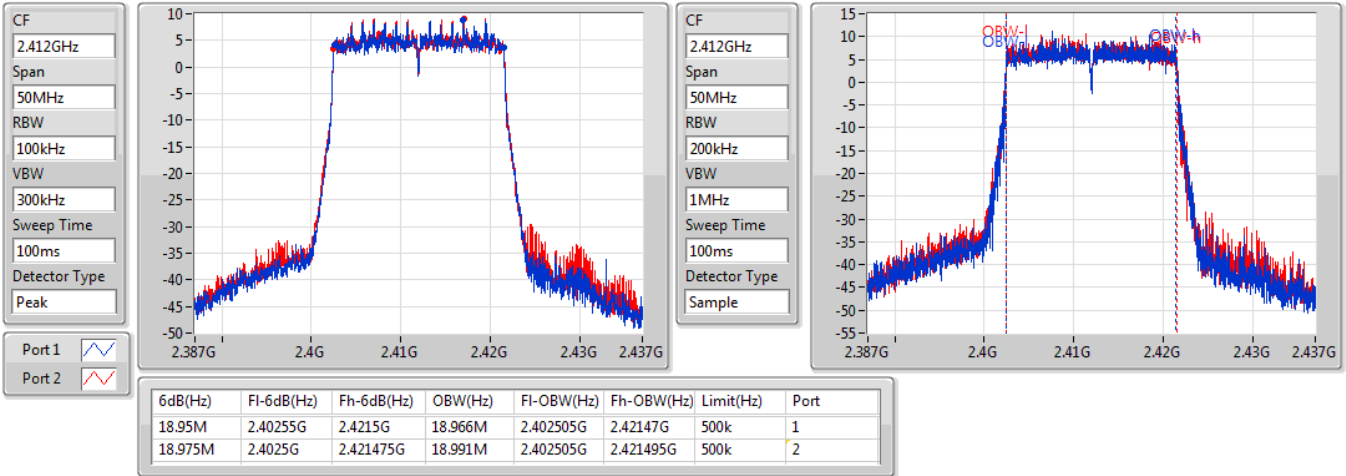 CF
2.412GHz
Span
50MHz
RBW
100kHz
VBW
300kHz
Sweep Time
100ms
Detector Type
Peak
Port 1
Port 2
10
5
0
-5
-10
-15
-20
-25
-30
-35
-40
-45
-50
2.387G 2.4G 2.41G 2.42G 2.43G 2.437G
CF
2.412GHz
Span
50MHz
RBW
200kHz
VBW
1MHz
Sweep Time
100ms
Detector Type
Sample
15
10
5
0
-5
-10
-15
-20
-25
-30
-35
-40
-45
-50
-55
OBW-l
OBW-l
OBW-h
OBW-h
2.387G 2.4G 2.41G 2.42G 2.43G 2.437G
6dB(Hz) Fl-6dB(Hz) Fh-6dB(Hz) OBW(Hz) Fl-OBW(Hz) Fh-OBW(Hz) Limit(Hz) Port
18.95M 2.40255G 2.4215G 18.966M 2.402505G 2.42147G 500k 1
18.975M 2.4025G 2.421475G 18.991M 2.402505G 2.421495G 500k 2